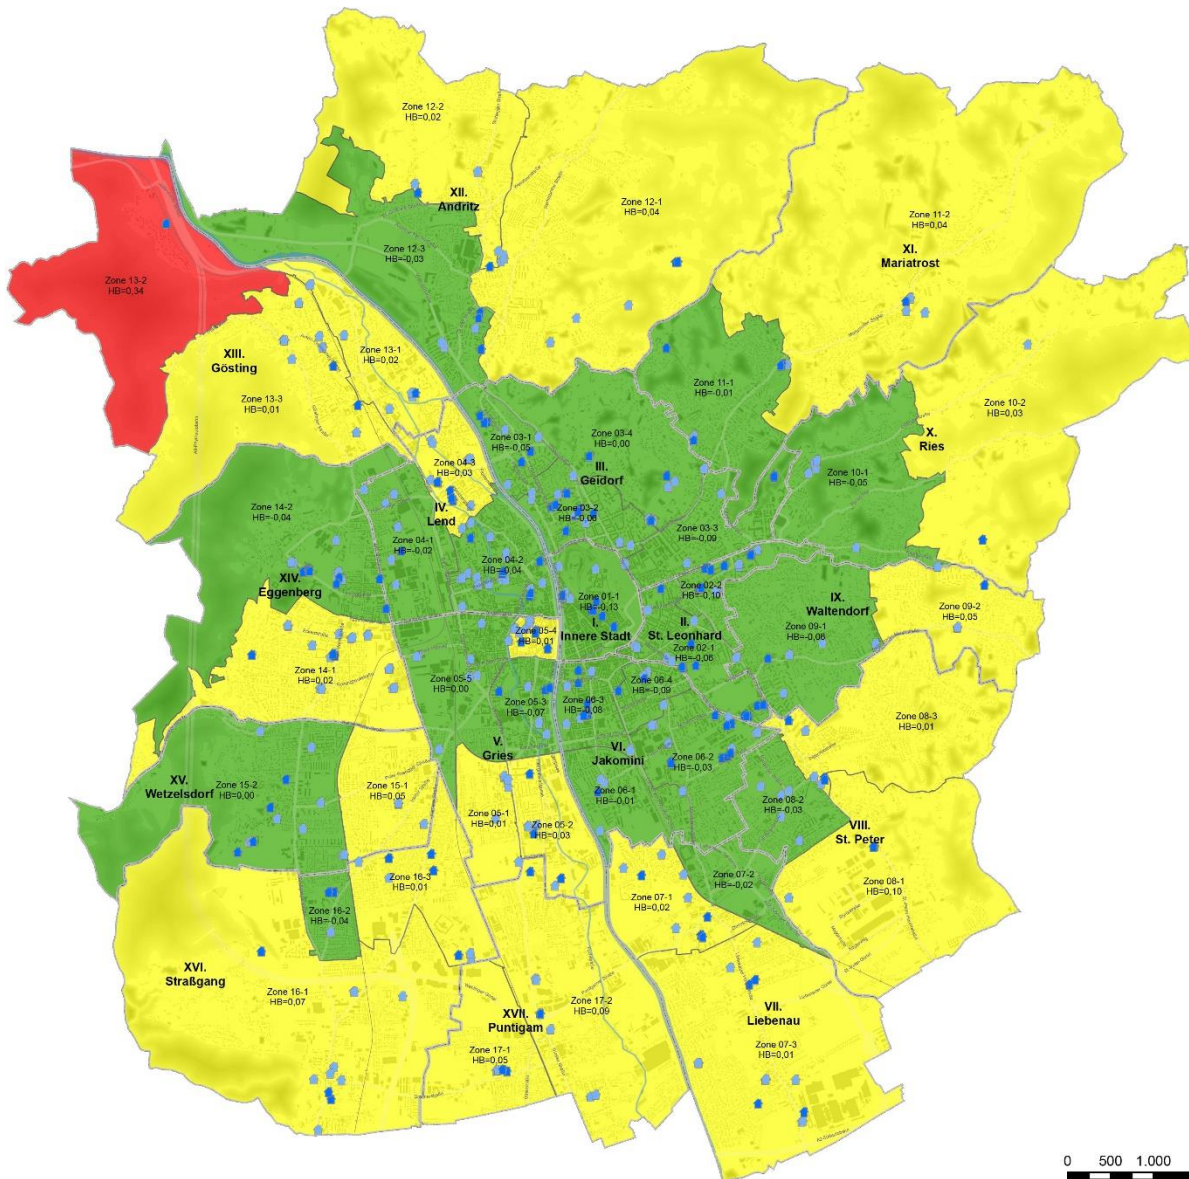 Zone 12-2
HB=0,02
XII.
Andritz
Zone 12-1
HB=0,04
Zone 11-2
HB=0,04
XI.
Mariatrost
Zone 12-3
HB=-0,03
Zone 13-2
HB=0,34
XIII.
Gösting
Zone 13-1
HB=0,02
Zone 13-3
HB=0,01
Zone 11-1
HB=-0,01
Zone 10-2
HB=0,03
X.
Ries
Zone 03-1
HB=-0,05
Zone 03-4
HB=0,00
III.
Geidorf
Zone 10-1
HB=-0,05
Zone 04-3
HB=0,03
IV.
Lend
Zone 03-2
HB=-0,06
Zone 14-2
HB=-0,04
Zone 04-1
HB=-0,02
Zone 03-3
HB=-0,09
Zone 04-2
HB=-0,04
XIV.
Eggenberg
Zone 01-1
HB=-0,13
I.
Innere Stadt
Zone 02-2
HB=-0,10
II.
St. Leonhard
Zone 02-1
HB=-0,06
IX.
Waltendorf
Zone 09-2
HB=0,05
Zone 09-1
HB=-0,06
Zone 05-4
HB=0,01
Zone 14-1
HB=0,02
Zone 05-5
HB=0,00
Zone 05-3
HB=-0,07
Zone 06-3
HB=-0,08
Zone 06-4
HB=-0,09
Zone 08-3
HB=0,01
V.
Gries
VI.
Jakomini
Zone 06-2
HB=-0,03
XV.
Wetzelsdorf
Zone 15-2
HB=0,00
Zone 15-1
HB=0,05
Zone 06-1
HB=-0,01
Zone 08-2
HB=-0,03
Zone 05-1
HB=0,01
Zone 05-2
HB=0,03
VIII.
St. Peter
Zone 16-3
HB=0,01
Zone 07-2
HB=-0,02
Zone 08-1
HB=0,10
Zone 07-1
HB=0,02
Zone 16-2
HB=-0,04
XVI.
Straßgang
Zone 16-1
HB=0,07
XVII.
Puntigam
Zone 17-2
HB=0,09
VII.
Liebenau
Zone 17-1
HB=0,05
Zone 07-3
HB=0,01
0 500 1.000